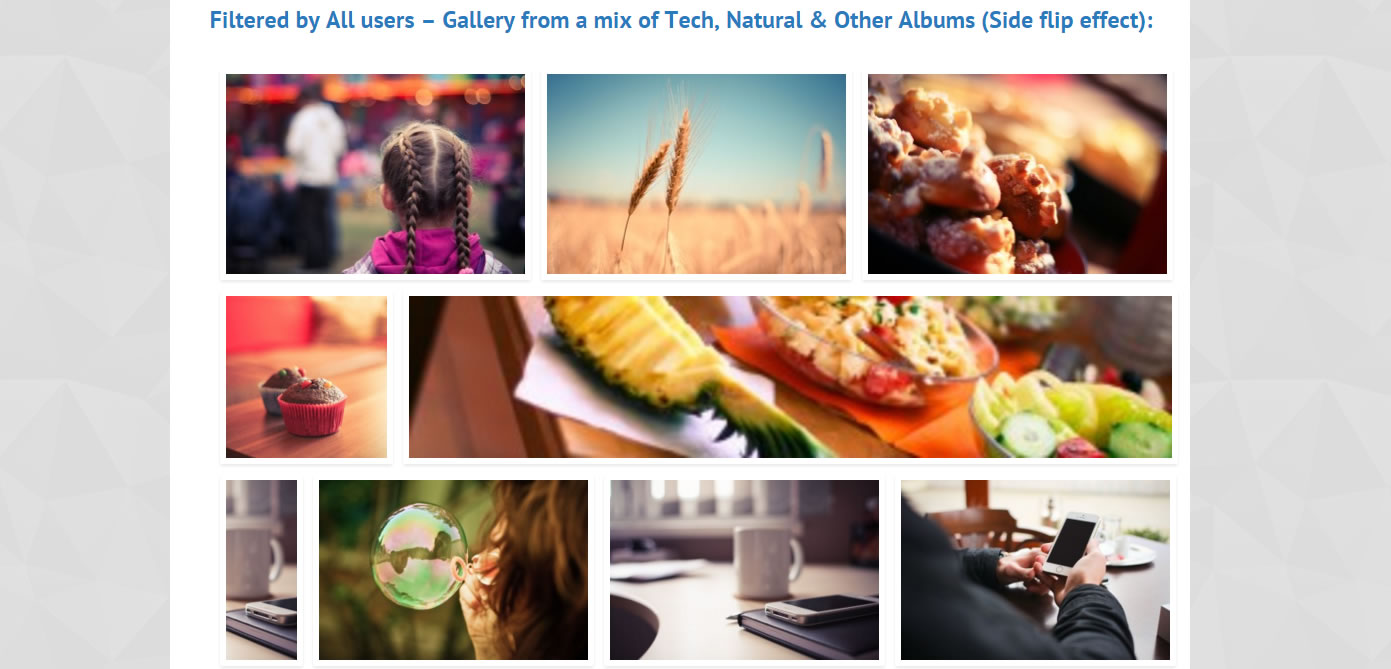 Filtered by All users – Gallery from a mix of Tech, Natural & Other Albums (Side flip effect):